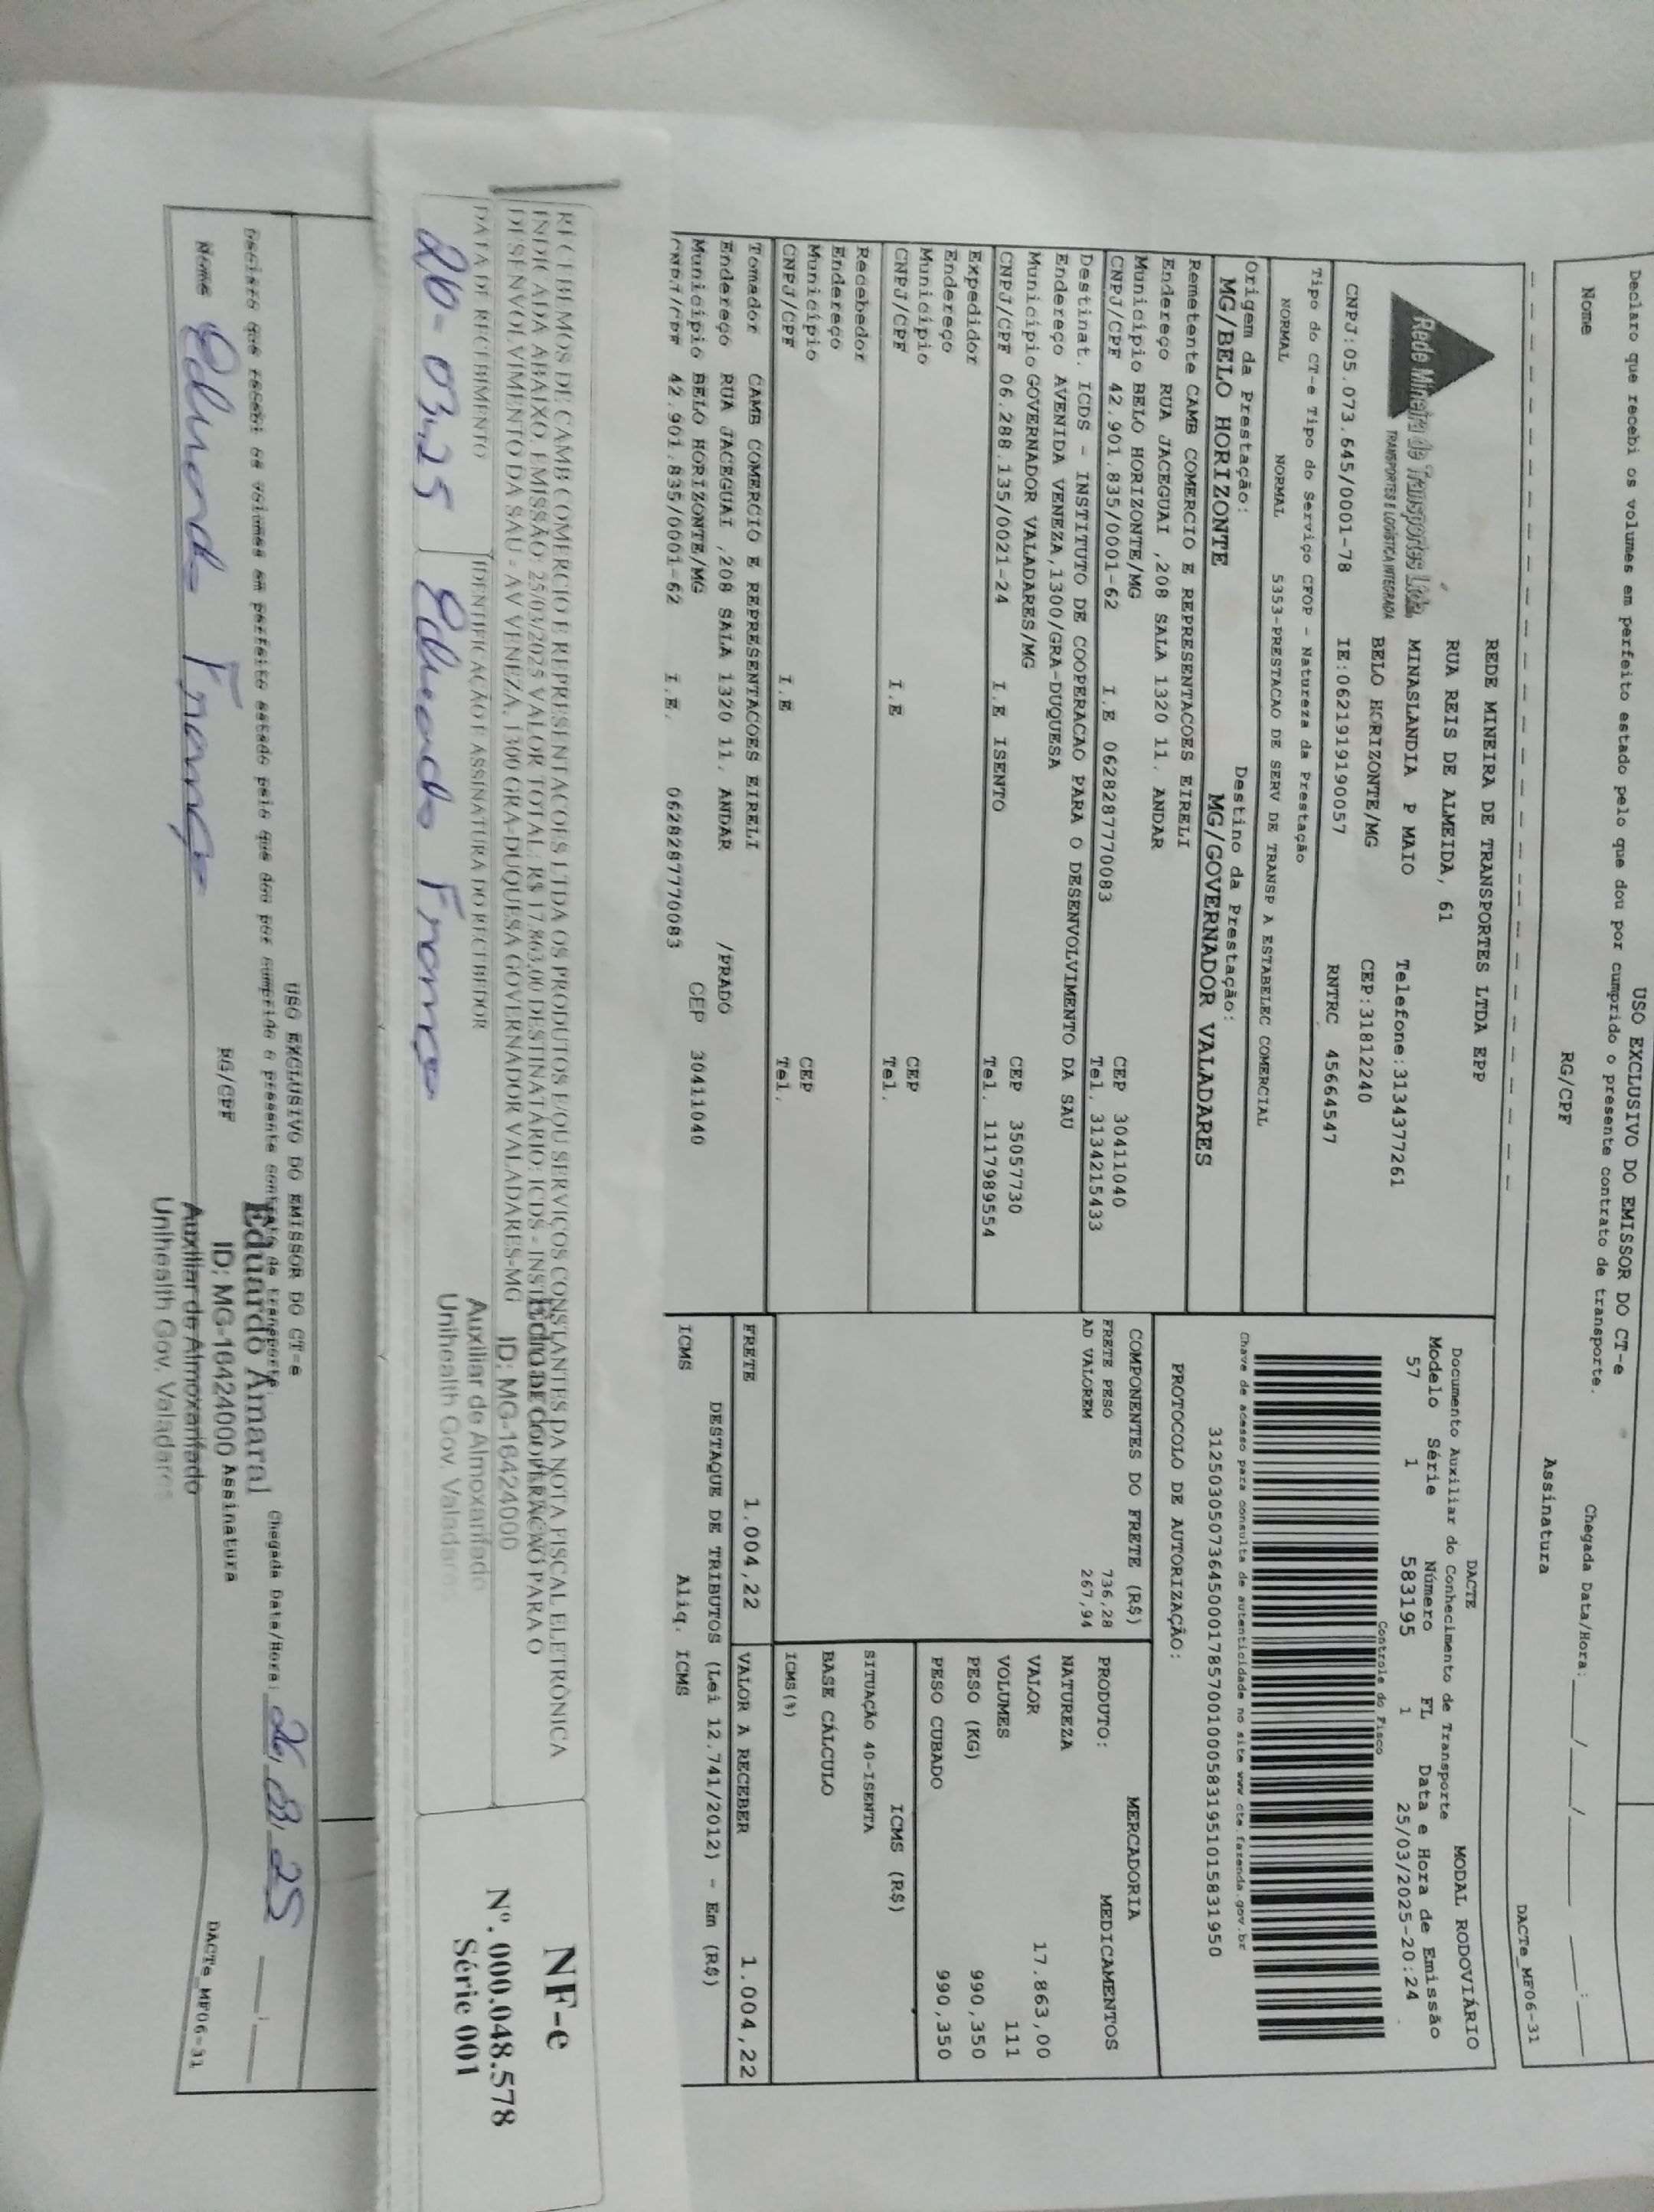 USO EXCLUSIVO DO EMISSOR DO CT-e
Declaro que recebi os volumes em perfeito estado pelo que dou por cumprido o presente contrato de transporte.
Chegada Data/Hora: ___/___/___ ___:___
Nome
RG/CPF
Assinatura
DACTe_MF06-31
Rede Mineira de Transportes Ltda.
TRANSPORTES E LOGÍSTICA INTEGRADA
REDE MINEIRA DE TRANSPORTES LTDA EPP
RUA REIS DE ALMEIDA, 61
MINASLANDIA P MAIO Telefone:3134377261
BELO HORIZONTE/MG CEP:31812240
CNPJ:05.073.645/0001-78 IE:0621919190057 RNTRC 45664547
DACTE
MODAL RODOVIÁRIO
Documento Auxiliar do Conhecimento de Transporte
Modelo Série Número FL Data e Hora de Emissão
57 1 583195 1 25/03/2025-20:24
Controle do Fisco
Tipo do CT-e Tipo do Serviço CFOP - Natureza da Prestação
NORMAL NORMAL 5353-PRESTACAO DE SERV DE TRANSP A ESTABELEC COMERCIAL
Chave de acesso para consulta de autenticidade no site www.cte.fazenda.gov.br
31250305073645000178570010005831951015831950
Origem da Prestação: Destino da Prestação:
MG/BELO HORIZONTE MG/GOVERNADOR VALADARES
PROTOCOLO DE AUTORIZAÇÃO:
Remetente CAMB COMERCIO E REPRESENTACOES EIRELI
Endereço RUA JACEGUAI ,208 SALA 1320 11. ANDAR
Município BELO HORIZONTE/MG CEP 30411040
CNPJ/CPF 42.901.835/0001-62 I.E 0628287770083 Tel. 3134215433
Destinat. ICDS - INSTITUTO DE COOPERACAO PARA O DESENVOLVIMENTO DA SAU
Endereço AVENIDA VENEZA,1300/GRA-DUQUESA
Município GOVERNADOR VALADARES/MG CEP 35057730
CNPJ/CPF 06.288.135/0021-24 I.E ISENTO Tel. 11179895​54
Expedidor
Endereço
Município CEP
CNPJ/CPF I.E Tel.
Recebedor
Endereço
Município CEP
CNPJ/CPF I.E Tel.
Tomador CAMB COMERCIO E REPRESENTACOES EIRELI
Endereço RUA JACEGUAI ,208 SALA 1320 11. ANDAR /PRADO
Município BELO HORIZONTE/MG CEP 30411040
CNPJ/CPF 42.901.835/0001-62 I.E. 0628287770083
COMPONENTES DO FRETE (R$)
FRETE PESO 736,28
AD VALOREM 267,94
MERCADORIA
PRODUTO: MEDICAMENTOS
NATUREZA
VALOR 17.863,00
VOLUMES 111
PESO (KG) 990,350
PESO CUBADO 990,350
ICMS (R$)
SITUAÇÃO 40-ISENTA
BASE CÁLCULO
ICMS(%)
FRETE 1.004,22 VALOR A RECEBER 1.004,22
DESTAQUE DE TRIBUTOS (Lei 12.741/2012) - Em (R$)
ICMS Aliq. ICMS
RECEBEMOS DE CAMB COMERCIO E REPRESENTACOES LTDA OS PRODUTOS E/OU SERVIÇOS CONSTANTES DA NOTA FISCAL ELETRÔNICA
INDICADA ABAIXO. EMISSÃO: 25/03/2025 VALOR TOTAL: R$ 17.863,00 DESTINATÁRIO: ICDS - INSTITUTO DE COOPERAÇÃO PARA O
DESENVOLVIMENTO DA SAU - AV VENEZA, 1300 GRA-DUQUESA GOVERNADOR VALADARES-MG
DATA DE RECEBIMENTO IDENTIFICAÇÃO E ASSINATURA DO RECEBEDOR
26-03-25
ID: MG-16424000
Auxiliar de Almoxarifado
Unihealth Gov. Valadares
NF-e
Nº. 000.048.578
Série 001
USO EXCLUSIVO DO EMISSOR DO CT-e
Declaro que recebi os volumes em perfeito estado pelo que dou por cumprido o presente contrato de transporte.
Chegada Data/Hora: 26, 03, 25 ___:___
Nome
RG/CPF
Assinatura
Eduardo Amaral
ID: MG-16424000
Auxiliar de Almoxarifado
Unihealth Gov. Valadares
DACTe_MF06-31